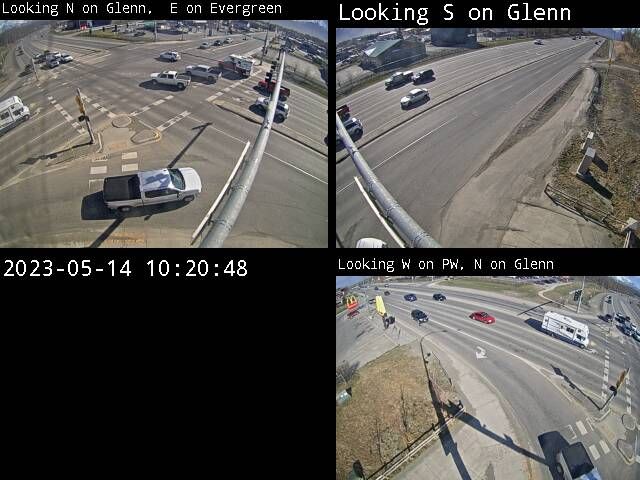 Looking N on Glenn, E on Evergreen
Looking S on Glenn
2023-05-14 10:20:48
Looking W on PW, N on Glenn